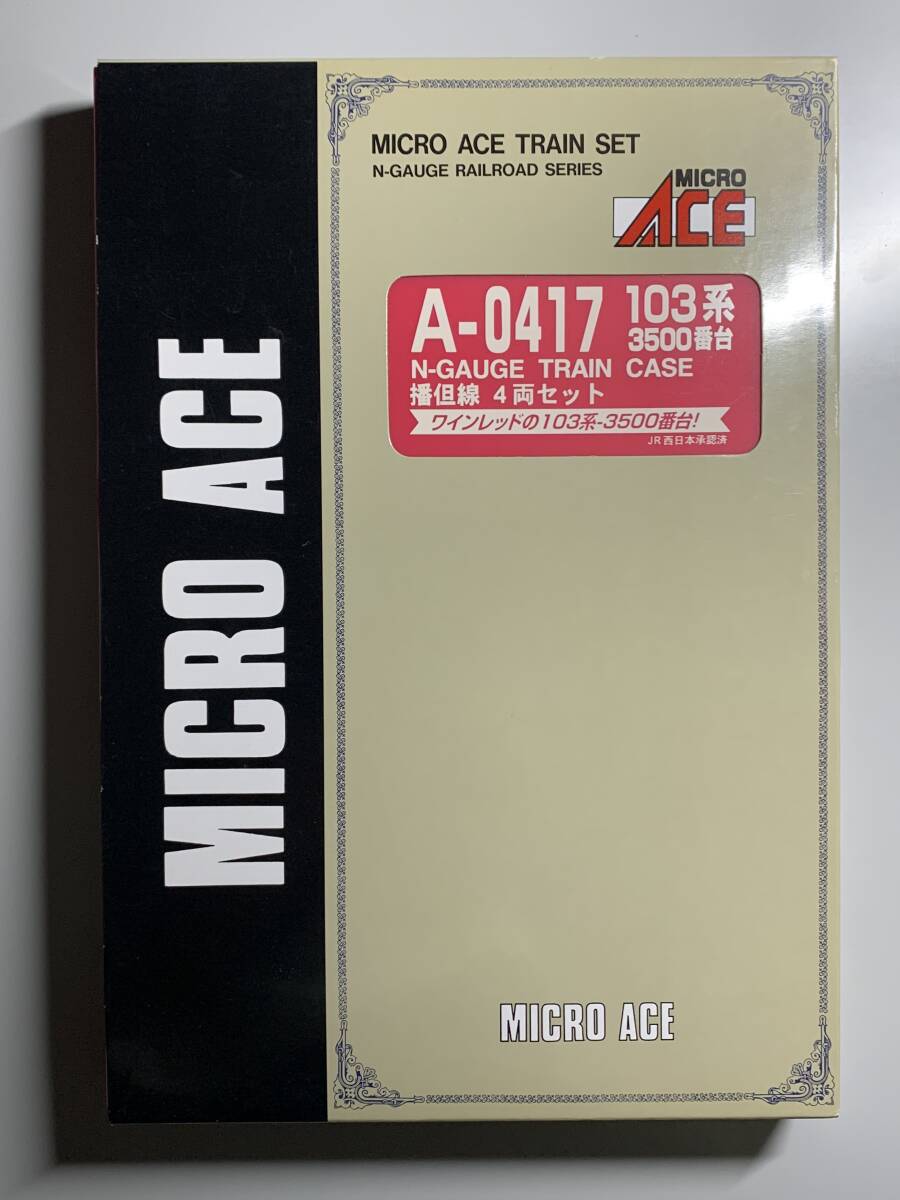 MICRO ACE
MICRO ACE TRAIN SET
N-GAUGE RAILROAD SERIES
MICRO
ACE
A-0417 103系
3500番台
N-GAUGE TRAIN CASE
播但線 4両セット
ワインレッドの103系-3500番台!
JR西日本承認済
MICRO ACE